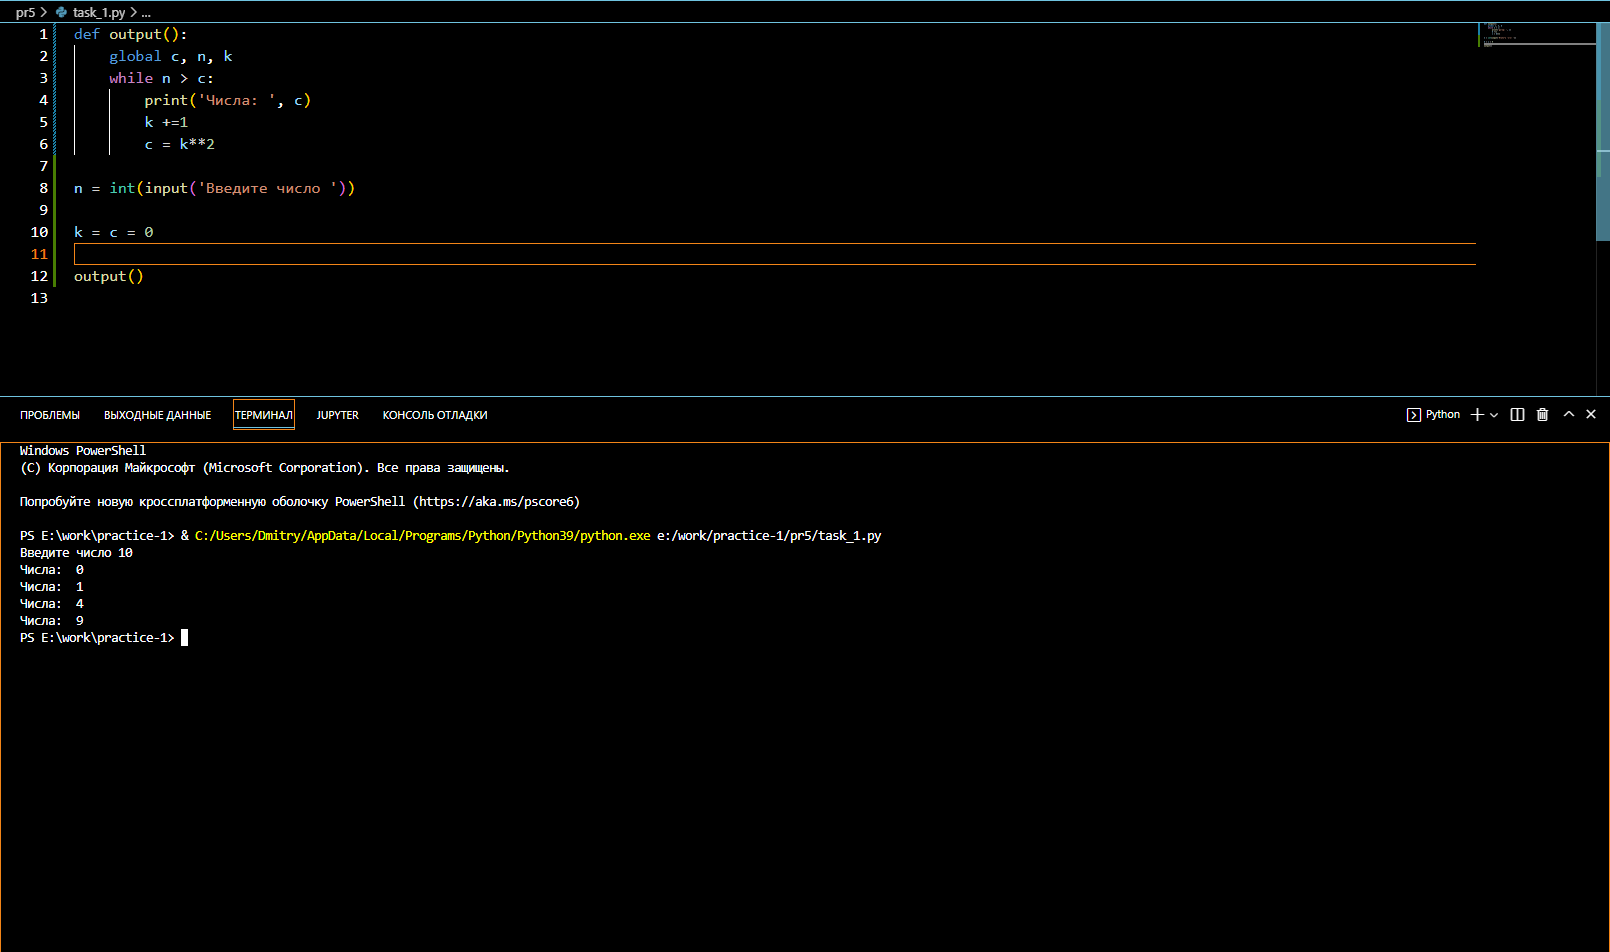 pr5 > task_1.py > ...
1 def output():
2     global c, n, k
3     while n > c:
4         print('Числа: ', c)
5         k +=1
6         c = k**2
7
8 n = int(input('Введите число '))
9
10 k = c = 0
11
12 output()
13
ПРОБЛЕМЫ ВЫХОДНЫЕ ДАННЫЕ ТЕРМИНАЛ JUPYTER КОНСОЛЬ ОТЛАДКИ Python
Windows PowerShell
(C) Корпорация Майкрософт (Microsoft Corporation). Все права защищены.
Попробуйте новую кроссплатформенную оболочку PowerShell (https://aka.ms/pscore6)
PS E:\work\practice-1> & C:/Users/Dmitry/AppData/Local/Programs/Python/Python39/python.exe e:/work/practice-1/pr5/task_1.py
Введите число 10
Числа:  0
Числа:  1
Числа:  4
Числа:  9
PS E:\work\practice-1>